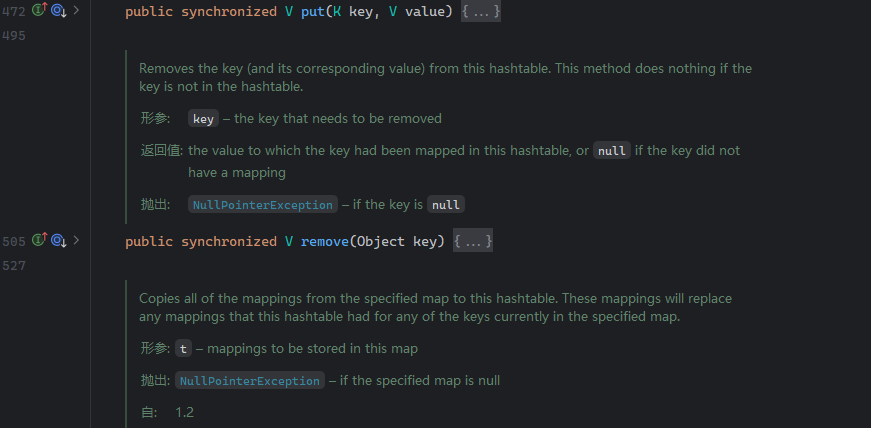 472 public synchronized V put(K key, V value) {...}
495
Removes the key (and its corresponding value) from this hashtable. This method does nothing if the
key is not in the hashtable.
形参: key – the key that needs to be removed
返回值: the value to which the key had been mapped in this hashtable, or null if the key did not
have a mapping
抛出: NullPointerException – if the key is null
505 public synchronized V remove(Object key) {...}
527
Copies all of the mappings from the specified map to this hashtable. These mappings will replace
any mappings that this hashtable had for any of the keys currently in the specified map.
形参: t – mappings to be stored in this map
抛出: NullPointerException – if the specified map is null
自: 1.2